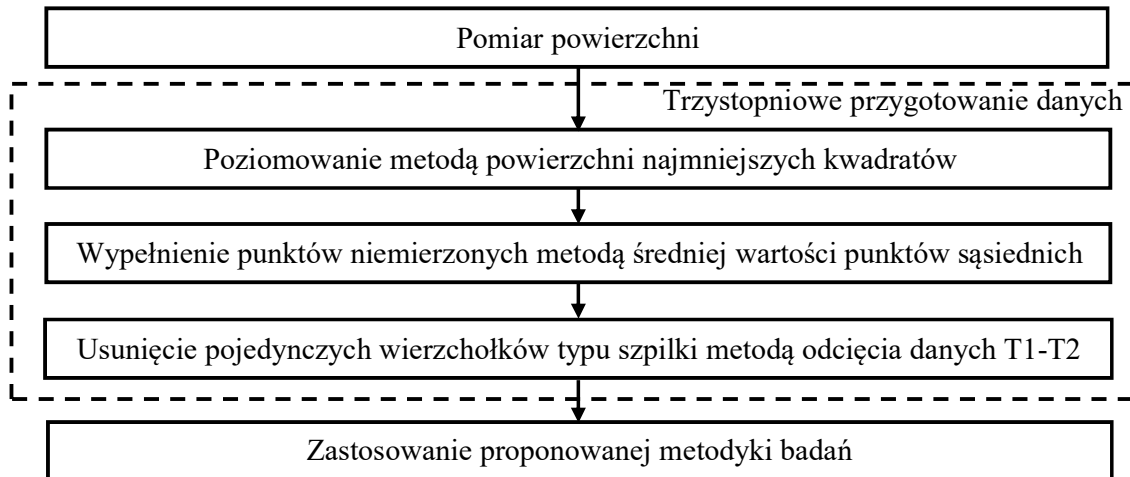 Pomiar powierzchni
Trzystopniowe przygotowanie danych
Poziomowanie metodą powierzchni najmniejszych kwadratów
Wypełnienie punktów niemierzonych metodą średniej wartości punktów sąsiednich
Usunięcie pojedynczych wierzchołków typu szpilki metodą odcięcia danych T1-T2
Zastosowanie proponowanej metodyki badań